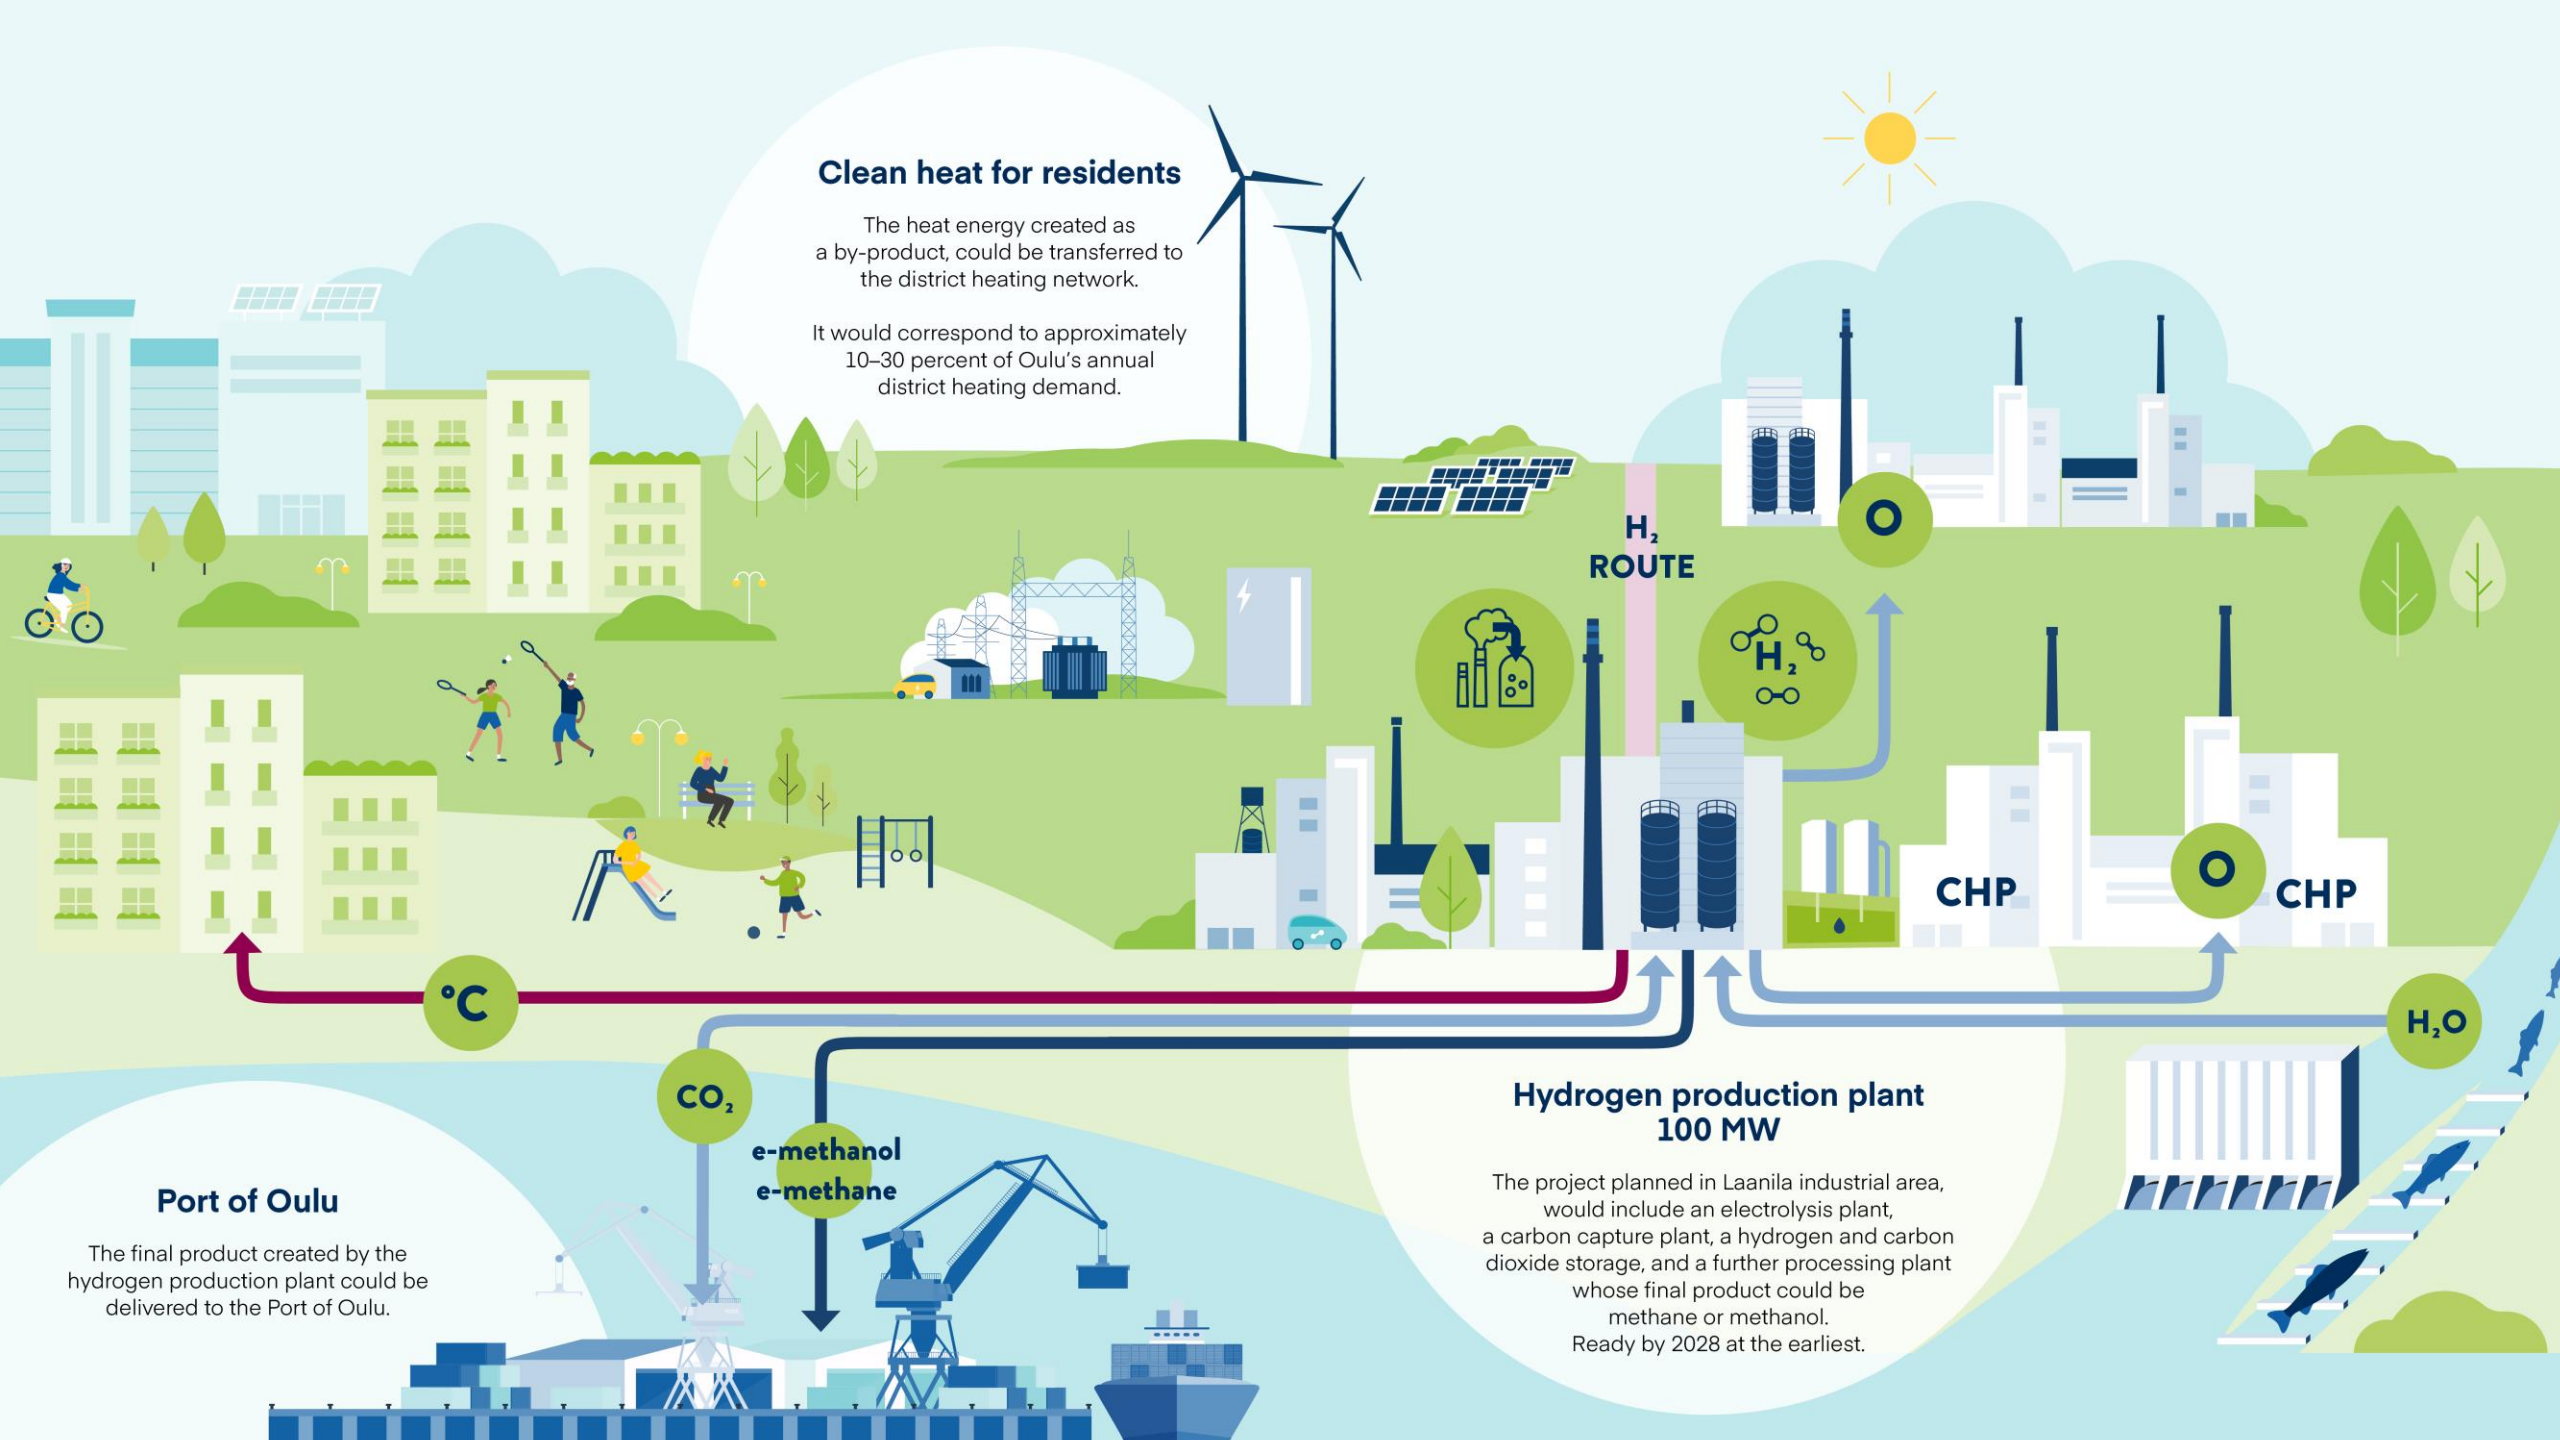 Clean heat for residents
The heat energy created as
a by-product, could be transferred to
the district heating network.
It would correspond to approximately
10–30 percent of Oulu's annual
district heating demand.
H₂
ROUTE
O
H₂
CHP
O
CHP
°C
H₂O
CO₂
e-methanol
e-methane
Port of Oulu
The final product created by the
hydrogen production plant could be
delivered to the Port of Oulu.
Hydrogen production plant
100 MW
The project planned in Laanila industrial area,
would include an electrolysis plant,
a carbon capture plant, a hydrogen and carbon
dioxide storage, and a further processing plant
whose final product could be
methane or methanol.
Ready by 2028 at the earliest.